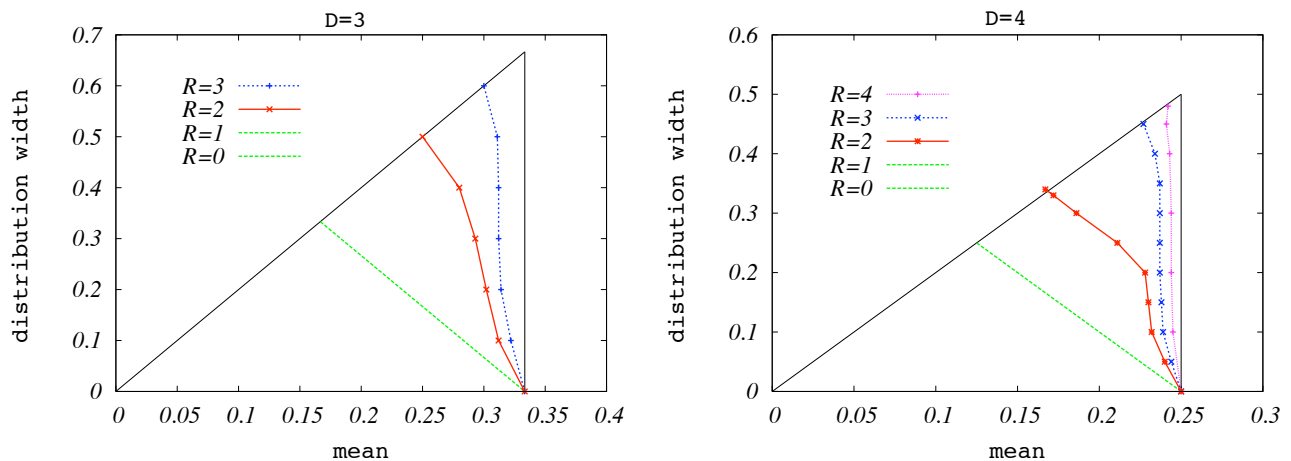 D=3
distribution width
0.7
0.6
0.5
0.4
0.3
0.2
0.1
0
R=3
R=2
R=1
R=0
0 0.05 0.1 0.15 0.2 0.25 0.3 0.35 0.4
mean
D=4
distribution width
0.6
0.5
0.4
0.3
0.2
0.1
0
R=4
R=3
R=2
R=1
R=0
0 0.05 0.1 0.15 0.2 0.25 0.3
mean